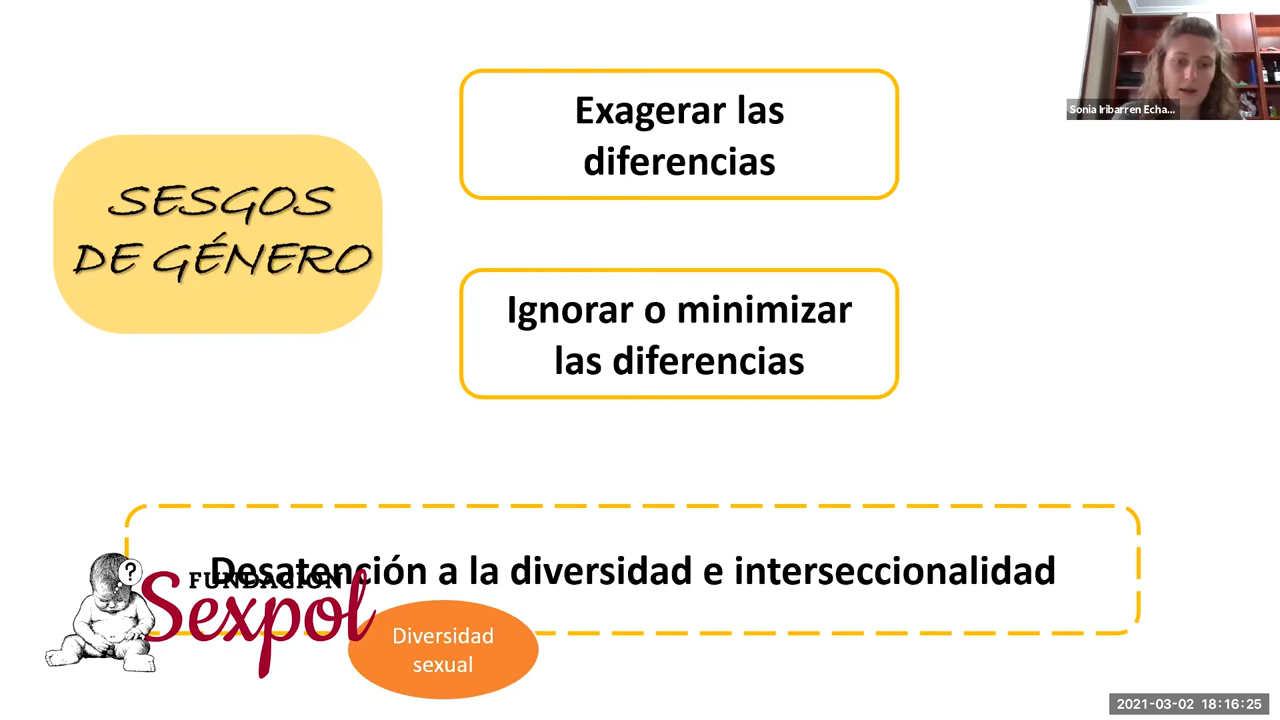 Exagerar las
diferencias
Sonia Iribarren Echa...
SESGOS
DE GÉNERO
Ignorar o minimizar
las diferencias
Desatención a la diversidad e interseccionalidad
?
FUNDACIÓN
Sexpol
Diversidad
sexual
2021-03-02 18:16:25